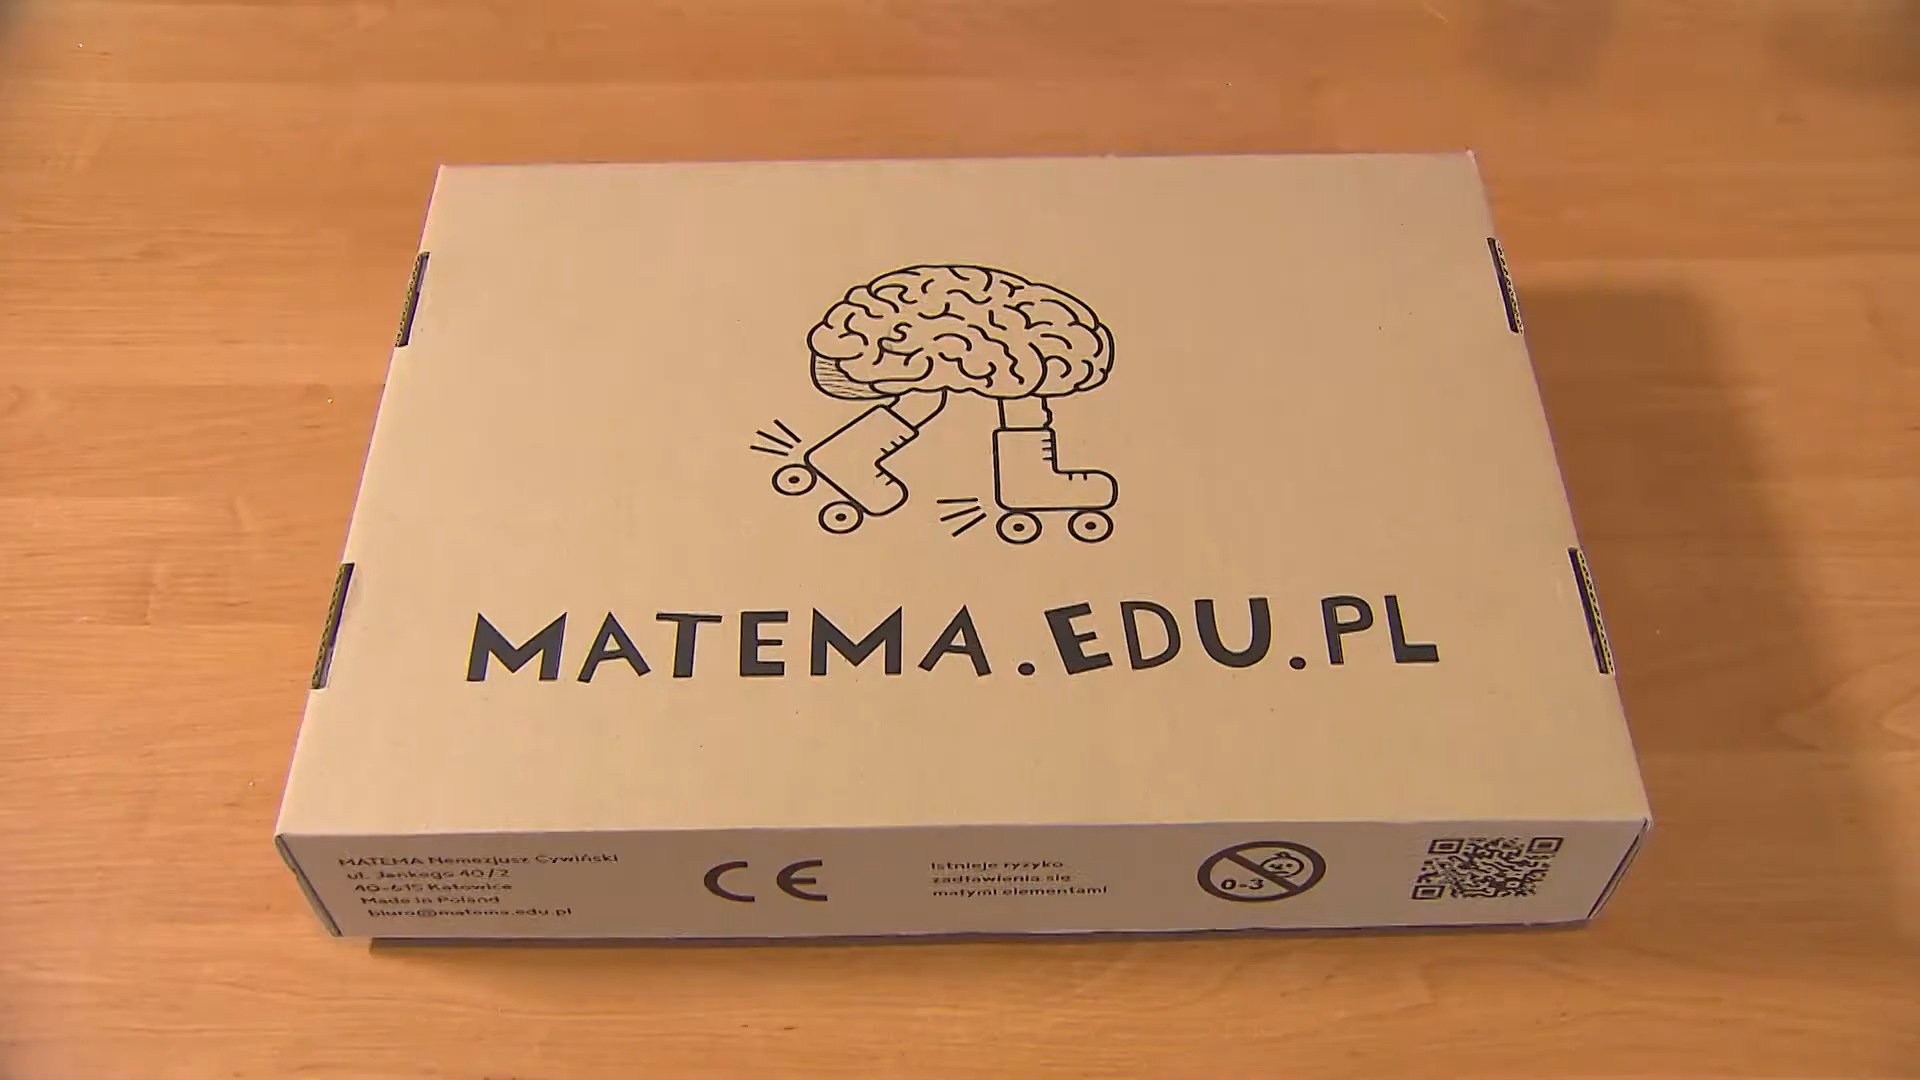 MATEMA.EDU.PL
MATEMA Nemezjusz Cywiński
ul. Jankego 40/2
40-615 Katowice
Made in Poland
biuro@matema.edu.pl
CE
Istnieje ryzyko
zadławienia się
małymi elementami
0-3